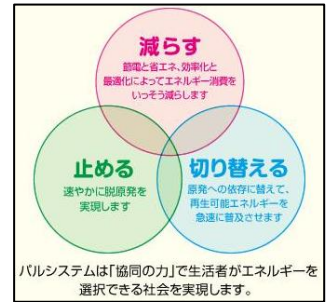 減らす
節電と省エネ、効率化と
最適化によってエネルギー消費を
いっそう減らします
止める
速やかに脱原発を
実現します
切り替える
原発への依存に替えて、
再生可能エネルギーを
急速に普及させます
パルシステムは「協同の力」で生活者がエネルギーを
選択できる社会を実現します。